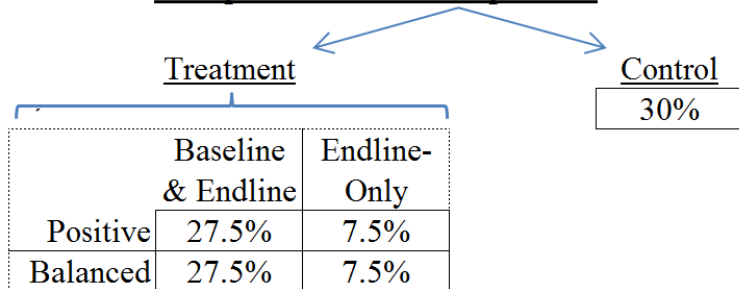 Treatment
Control
30%
Baseline Endline-
& Endline Only
Positive 27.5% 7.5%
Balanced 27.5% 7.5%